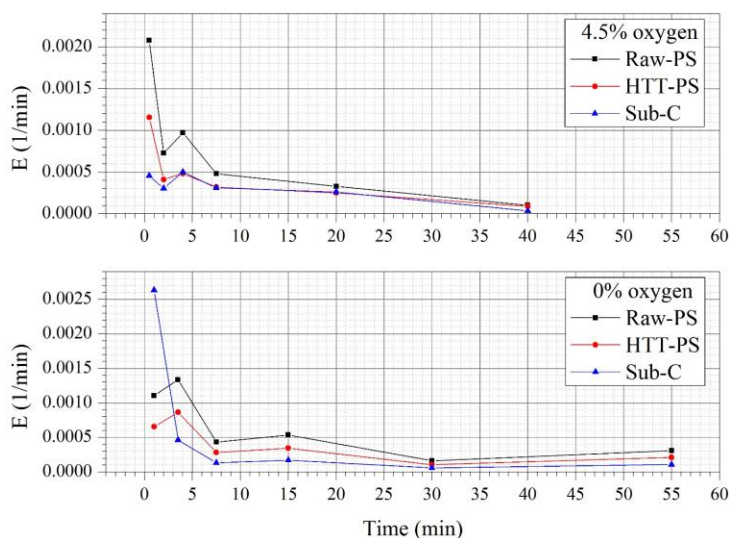 4.5% oxygen
Raw-PS
HTT-PS
Sub-C
E (1/min)
0.0020
0.0015
0.0010
0.0005
0.0000
0 5 10 15 20 25 30 35 40 45 50 55 60
0% oxygen
Raw-PS
HTT-PS
Sub-C
E (1/min)
0.0025
0.0020
0.0015
0.0010
0.0005
0.0000
0 5 10 15 20 25 30 35 40 45 50 55 60
Time (min)